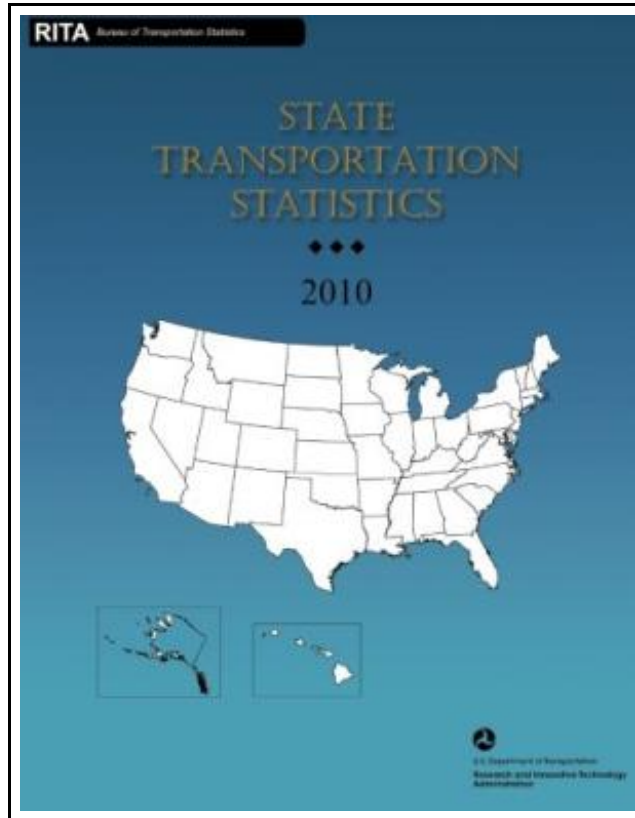 RITA Bureau of Transportation Statistics
STATE
TRANSPORTATION
STATISTICS
2010
U.S. Department of Transportation
Research and Innovative Technology
Administration